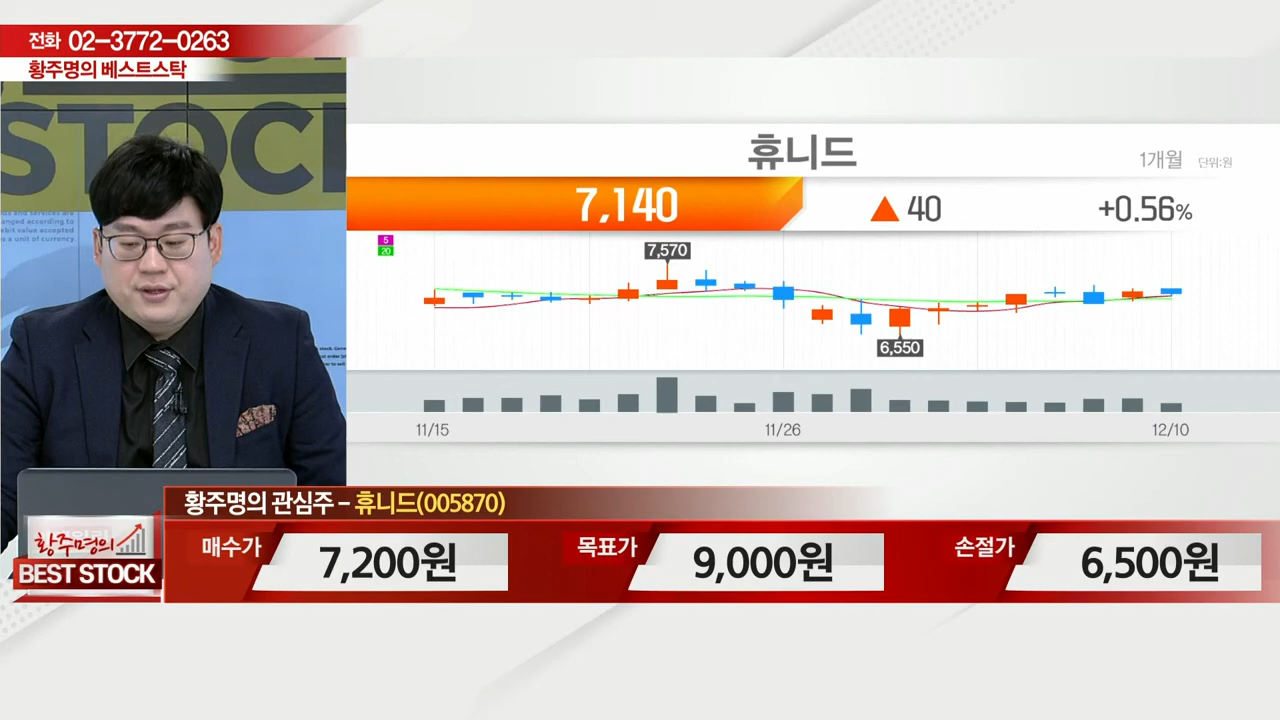 전화 02-3772-0263
황주명의 베스트스탁
STOC
휴니드
1개월 단위:원
7,140 ▲ 40 +0.56%
5
20
7,570
6,550
11/15 11/26 12/10
황주명의 관심주 - 휴니드(005870)
매수가 7,200원 목표가 9,000원 손절가 6,500원
황주명의
BEST STOCK